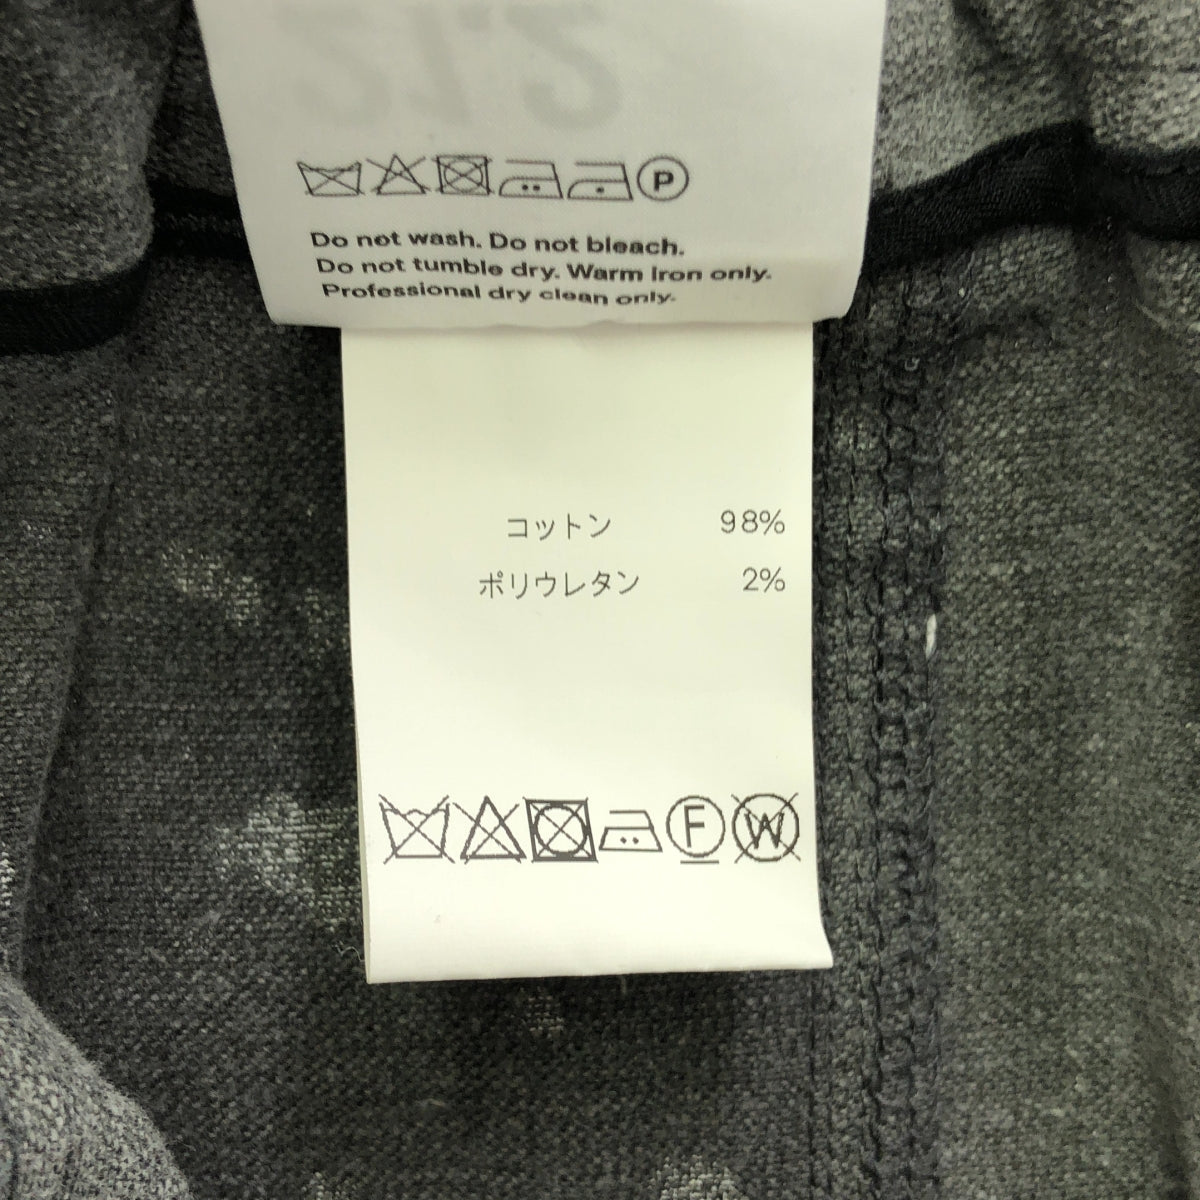 P
Do not wash. Do not bleach.
Do not tumble dry. Warm iron only.
Professional dry clean only.
コットン 98%
ポリウレタン 2%
F W